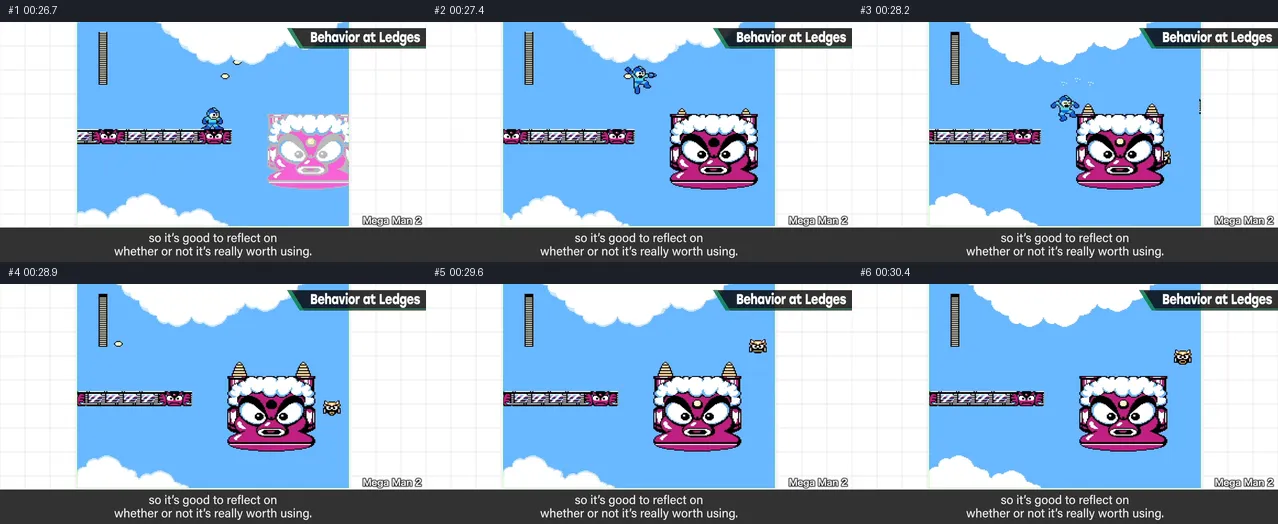 #1 00:26.7
Behavior at Ledges
Mega Man 2
so it's good to reflect on
whether or not it's really worth using.
#2 00:27.4
Behavior at Ledges
Mega Man 2
so it's good to reflect on
whether or not it's really worth using.
#3 00:28.2
Behavior at Ledges
Mega Man 2
so it's good to reflect on
whether or not it's really worth using.
#4 00:28.9
Behavior at Ledges
Mega Man 2
so it's good to reflect on
whether or not it's really worth using.
#5 00:29.6
Behavior at Ledges
Mega Man 2
so it's good to reflect on
whether or not it's really worth using.
#6 00:30.4
Behavior at Ledges
Mega Man 2
so it's good to reflect on
whether or not it's really worth using.